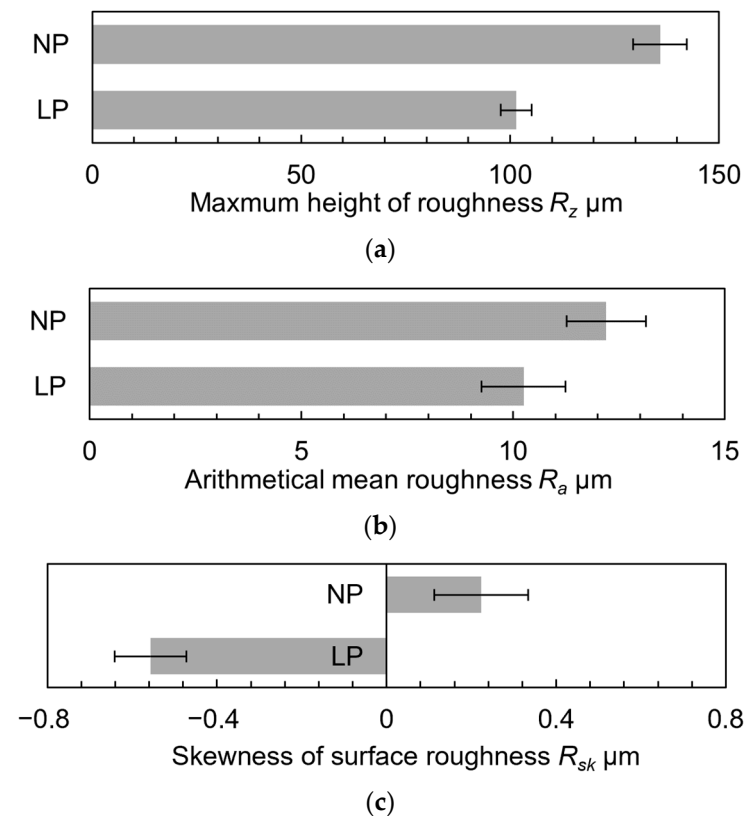 NP
LP
0 50 100 150
Maxmum height of roughness Rz μm
(a)
NP
LP
0 5 10 15
Arithmetical mean roughness Ra μm
(b)
NP
LP
−0.8 −0.4 0 0.4 0.8
Skewness of surface roughness Rsk μm
(c)